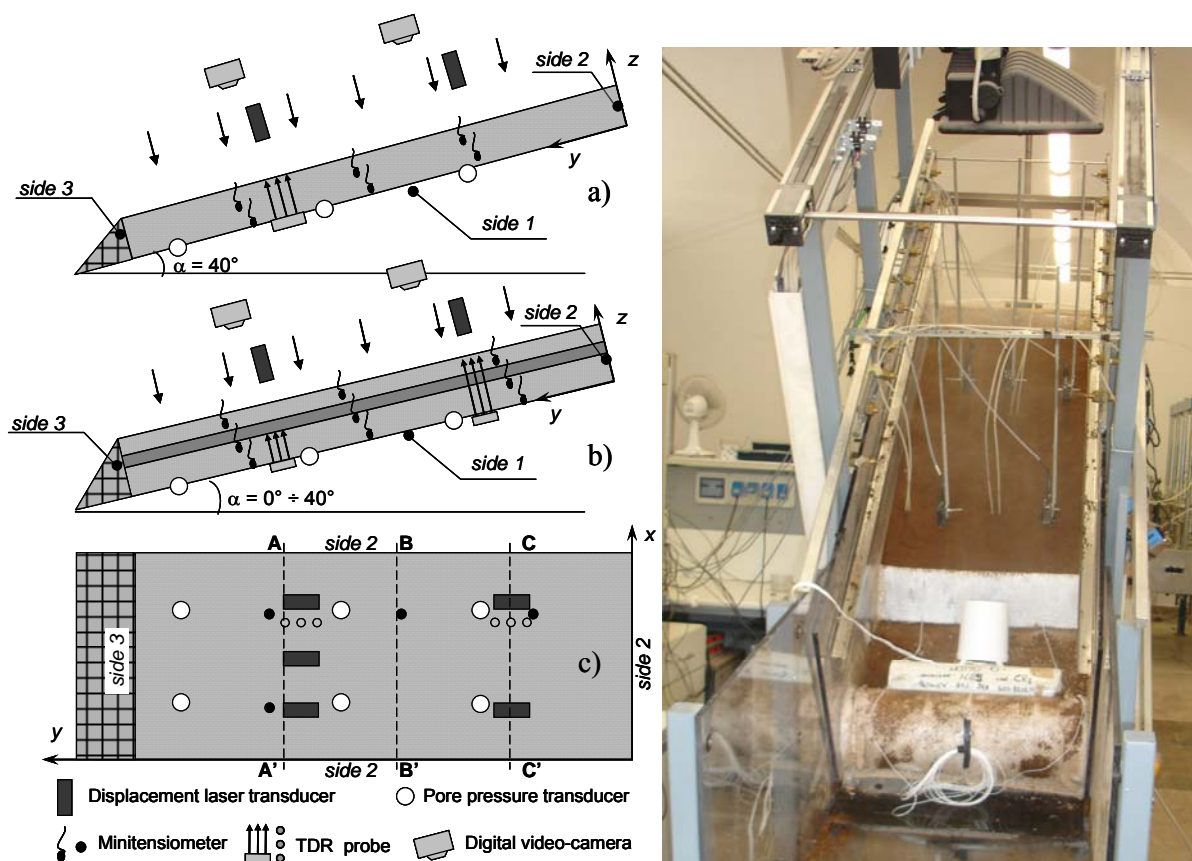 side 2
z
y
side 3
a)
side 1
α = 40°
side 2
z
y
side 3
b)
side 1
α = 0° ÷ 40°
A
side 2
B
C
x
side 3
c)
side 2
y
A'
side 2
B'
C'
Displacement laser transducer
Pore pressure transducer
Minitensiometer
TDR probe
Digital video-camera